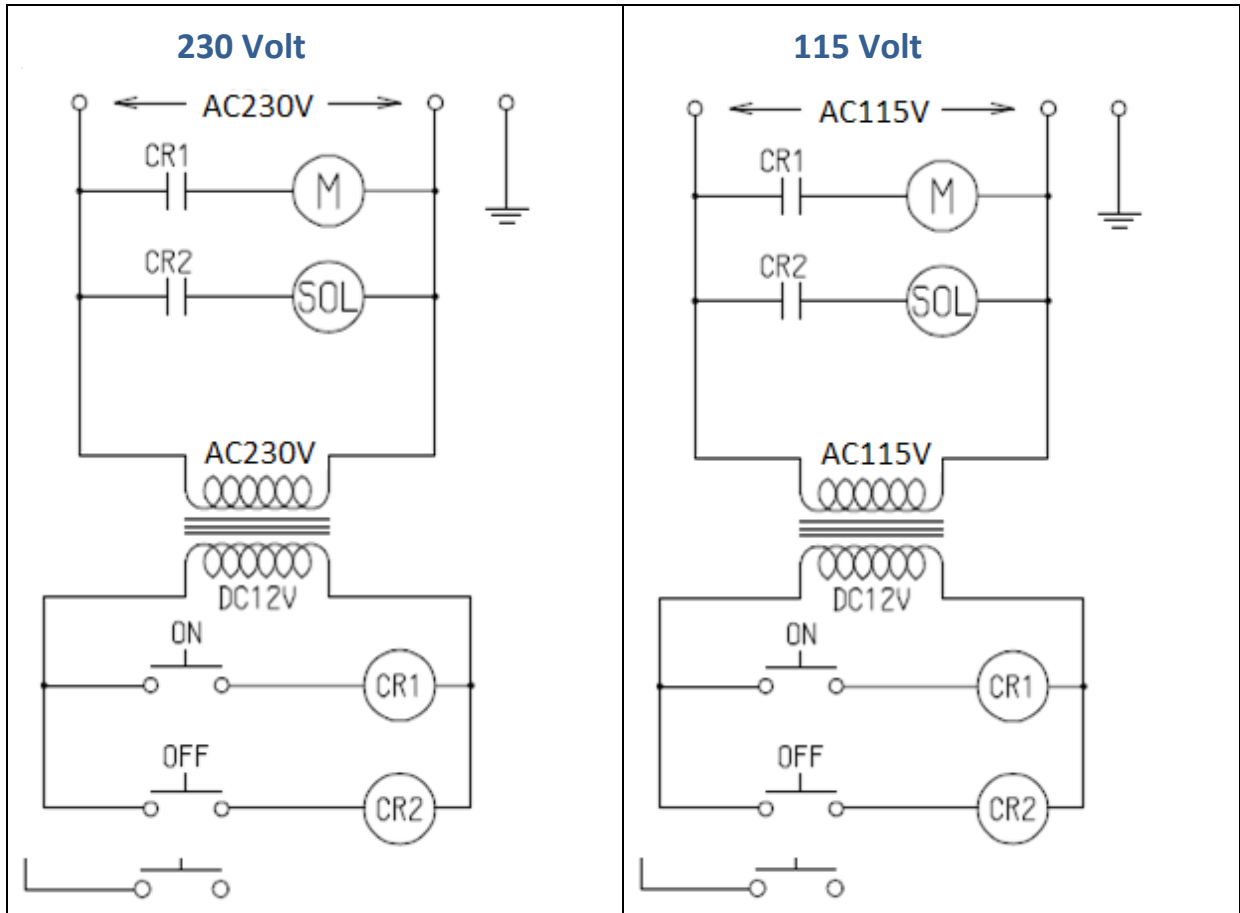 230 Volt
AC230V
CR1
M
CR2
SOL
AC230V
DC12V
ON
CR1
OFF
CR2
115 Volt
AC115V
CR1
M
CR2
SOL
AC115V
DC12V
ON
CR1
OFF
CR2